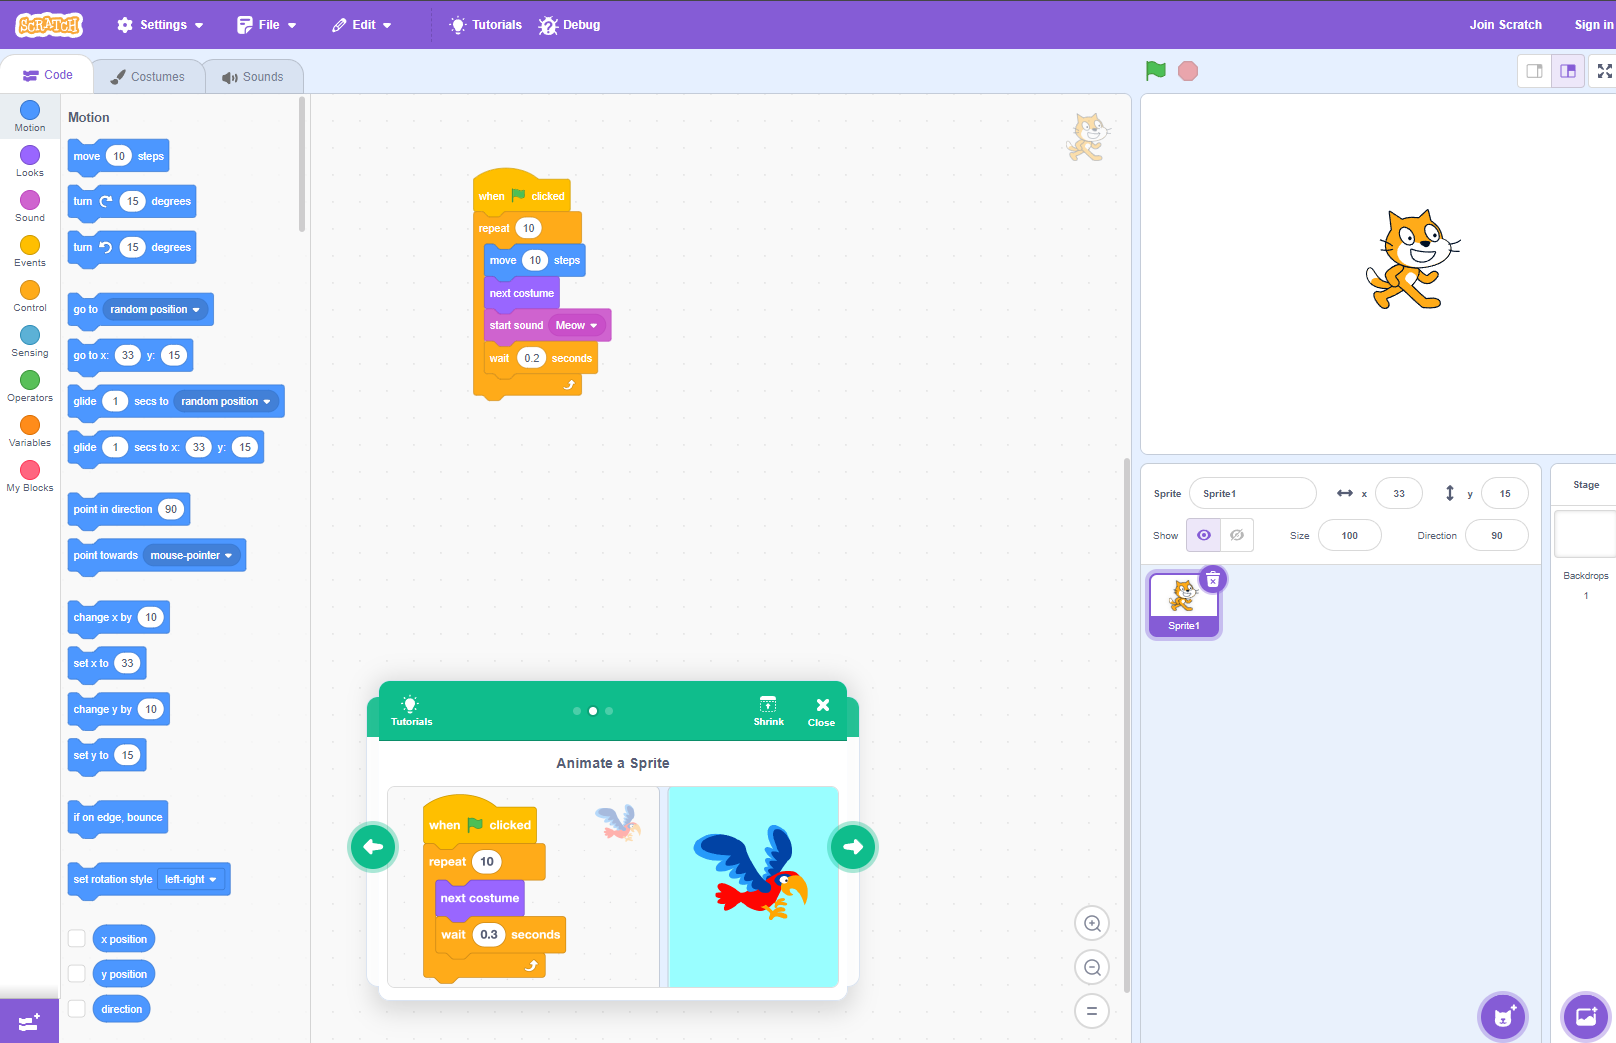 SCRATCH
Settings
File
Edit
Tutorials
Debug
Join Scratch
Sign in
Code
Costumes
Sounds
Motion
Looks
Sound
Events
Control
Sensing
Operators
Variables
My Blocks
Motion
move 10 steps
turn 15 degrees
turn 15 degrees
go to random position
go to x: 33 y: 15
glide 1 secs to random position
glide 1 secs to x: 33 y: 15
point in direction 90
point towards mouse-pointer
change x by 10
set x to 33
change y by 10
set y to 15
if on edge, bounce
set rotation style left-right
x position
y position
direction
when clicked
repeat 10
move 10 steps
next costume
start sound Meow
wait 0.2 seconds
Tutorials
Shrink
Close
Animate a Sprite
when clicked
repeat 10
next costume
wait 0.3 seconds
Sprite Sprite1 x 33 y 15
Show Size 100 Direction 90
Sprite1
Stage
Backdrops
1